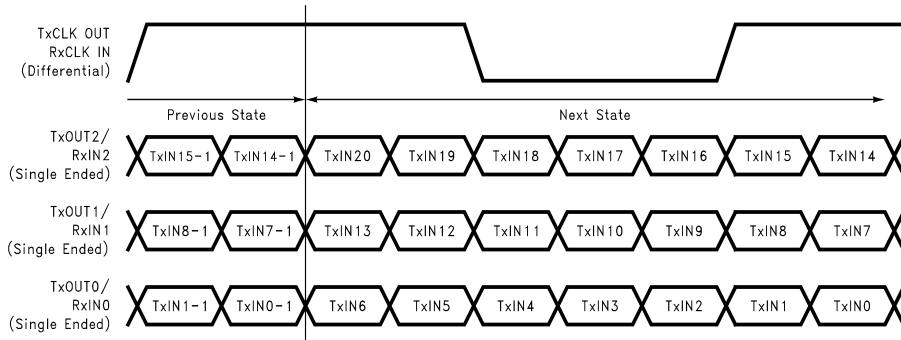 TxCLK OUT
RxCLK IN
(Differential)
Previous State
Next State
TxOUT2/
RxIN2
(Single Ended)
TxIN15-1 TxIN14-1 TxIN20 TxIN19 TxIN18 TxIN17 TxIN16 TxIN15 TxIN14
TxOUT1/
RxIN1
(Single Ended)
TxIN8-1 TxIN7-1 TxIN13 TxIN12 TxIN11 TxIN10 TxIN9 TxIN8 TxIN7
TxOUT0/
RxIN0
(Single Ended)
TxIN1-1 TxIN0-1 TxIN6 TxIN5 TxIN4 TxIN3 TxIN2 TxIN1 TxIN0